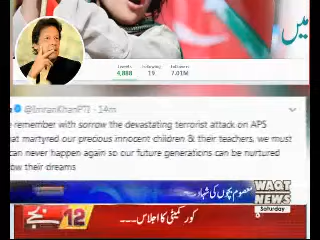 میں
Tweets Following Followers
4,888 19 7.01M
@ImranKhanPTI · 14m
remember with sorrow the devastating terrorist attack on APS
at martyred our precious innocent children & their teachers, we must
can never happen again so our future generations can be nurtured
ow their dreams
معصوم بچوں کی شہادت
WAQT
NEWS
Saturday
12 بجے
کور کمیٹی کا اجلاس ۔۔۔